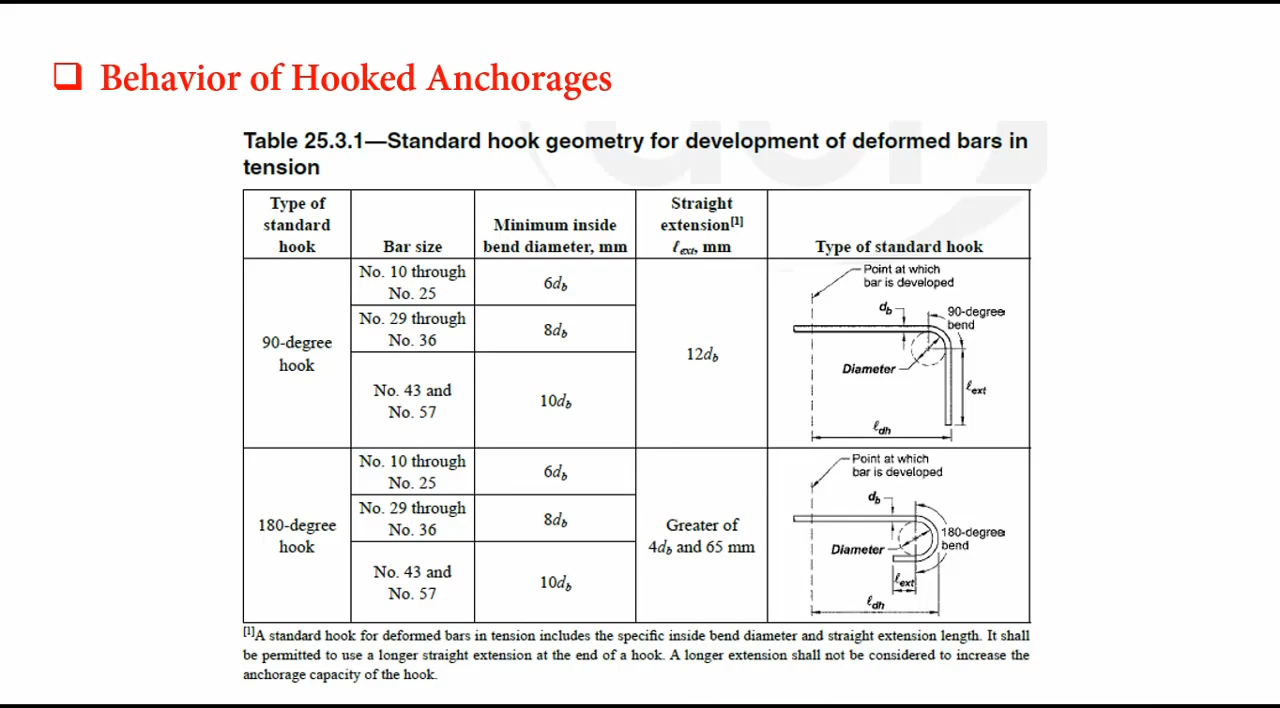 ❑ Behavior of Hooked Anchorages
Table 25.3.1—Standard hook geometry for development of deformed bars in
tension
Type of
standard
hook
Bar size
Minimum inside
bend diameter, mm
Straight
extension[1]
ℓext, mm
Type of standard hook
90-degree
hook
No. 10 through
No. 25
6db
No. 29 through
No. 36
8db
No. 43 and
No. 57
10db
12db
Point at which
bar is developed
db
90-degree
bend
Diameter
ℓext
ℓdh
180-degree
hook
No. 10 through
No. 25
6db
No. 29 through
No. 36
8db
No. 43 and
No. 57
10db
Greater of
4db and 65 mm
Point at which
bar is developed
db
180-degree
bend
Diameter
ℓext
ℓdh
[1]A standard hook for deformed bars in tension includes the specific inside bend diameter and straight extension length. It shall
be permitted to use a longer straight extension at the end of a hook. A longer extension shall not be considered to increase the
anchorage capacity of the hook.